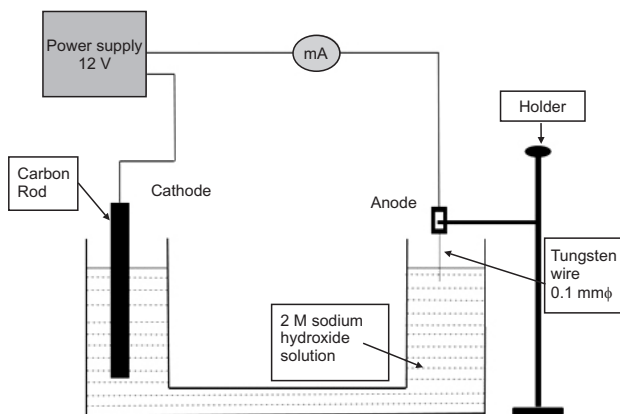 Power supply
12 V
mA
Holder
Carbon
Rod
Cathode
Anode
Tungsten
wire
0.1 mmϕ
2 M sodium
hydroxide
solution